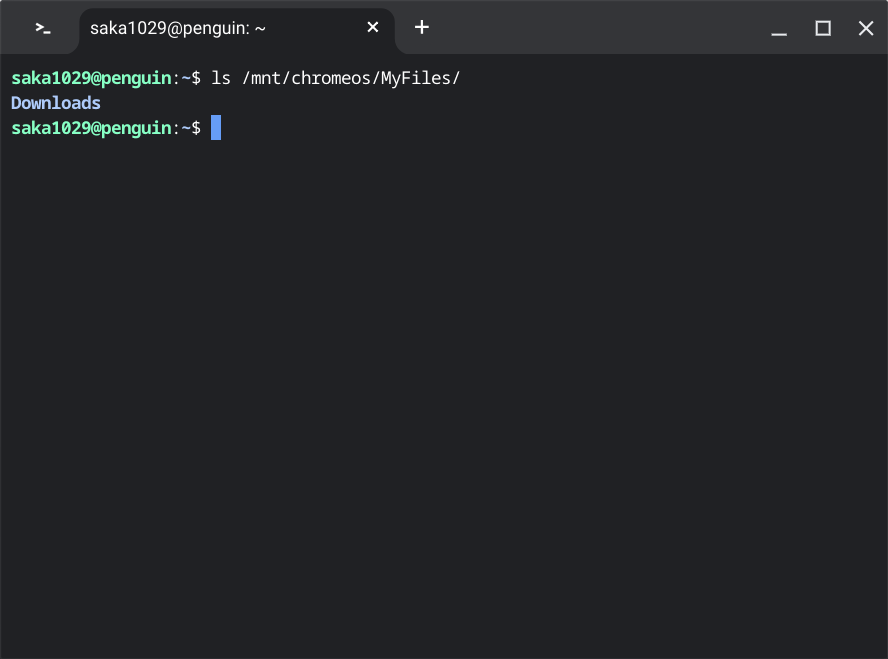 >_ saka1029@penguin: ~
saka1029@penguin:~$ ls /mnt/chromeos/MyFiles/
Downloads
saka1029@penguin:~$